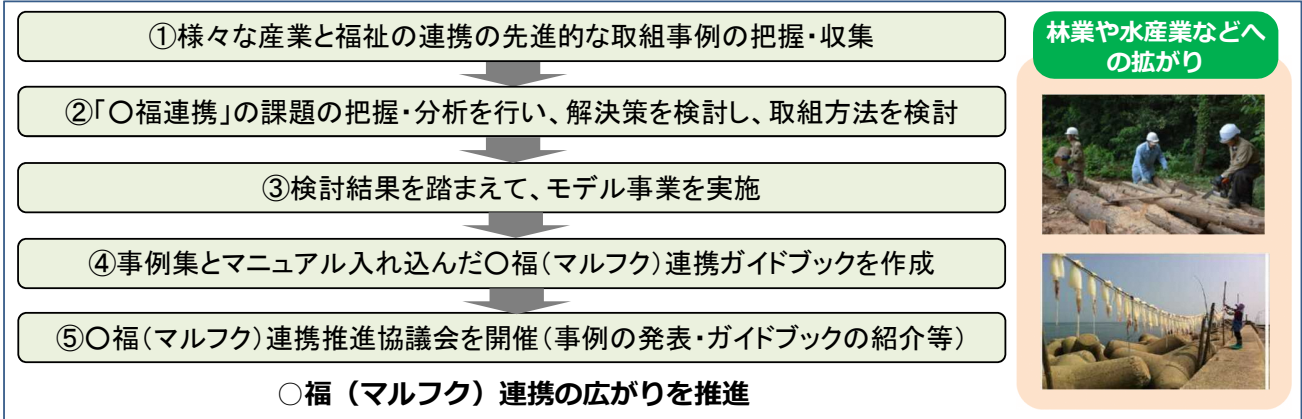 ①様々な産業と福祉の連携の先進的な取組事例の把握・収集
②「〇福連携」の課題の把握・分析を行い、解決策を検討し、取組方法を検討
③検討結果を踏まえて、モデル事業を実施
④事例集とマニュアル入れ込んだ〇福(マルフク)連携ガイドブックを作成
⑤〇福(マルフク)連携推進協議会を開催(事例の発表・ガイドブックの紹介等)
○福（マルフク）連携の広がりを推進
林業や水産業などへ
の拡がり